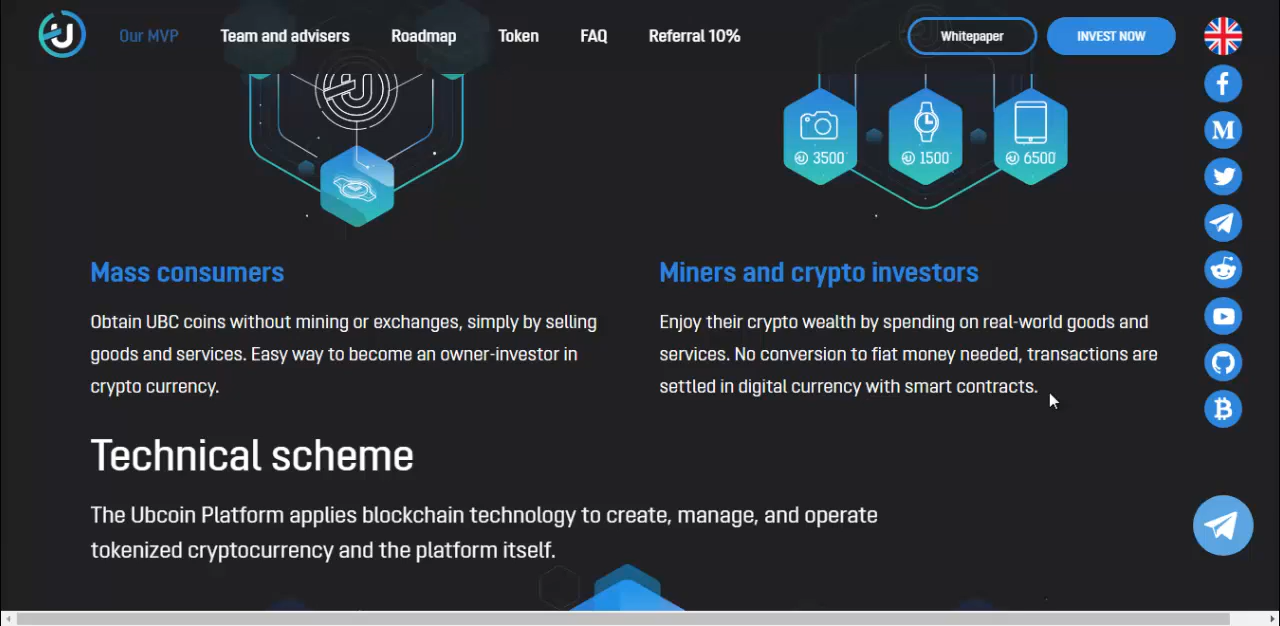 Our MVP Team and advisers Roadmap Token FAQ Referral 10% Whitepaper INVEST NOW
3500 1500 6500
Mass consumers
Obtain UBC coins without mining or exchanges, simply by selling
goods and services. Easy way to become an owner-investor in
crypto currency.
Miners and crypto investors
Enjoy their crypto wealth by spending on real-world goods and
services. No conversion to fiat money needed, transactions are
settled in digital currency with smart contracts.
Technical scheme
The Ubcoin Platform applies blockchain technology to create, manage, and operate
tokenized cryptocurrency and the platform itself.